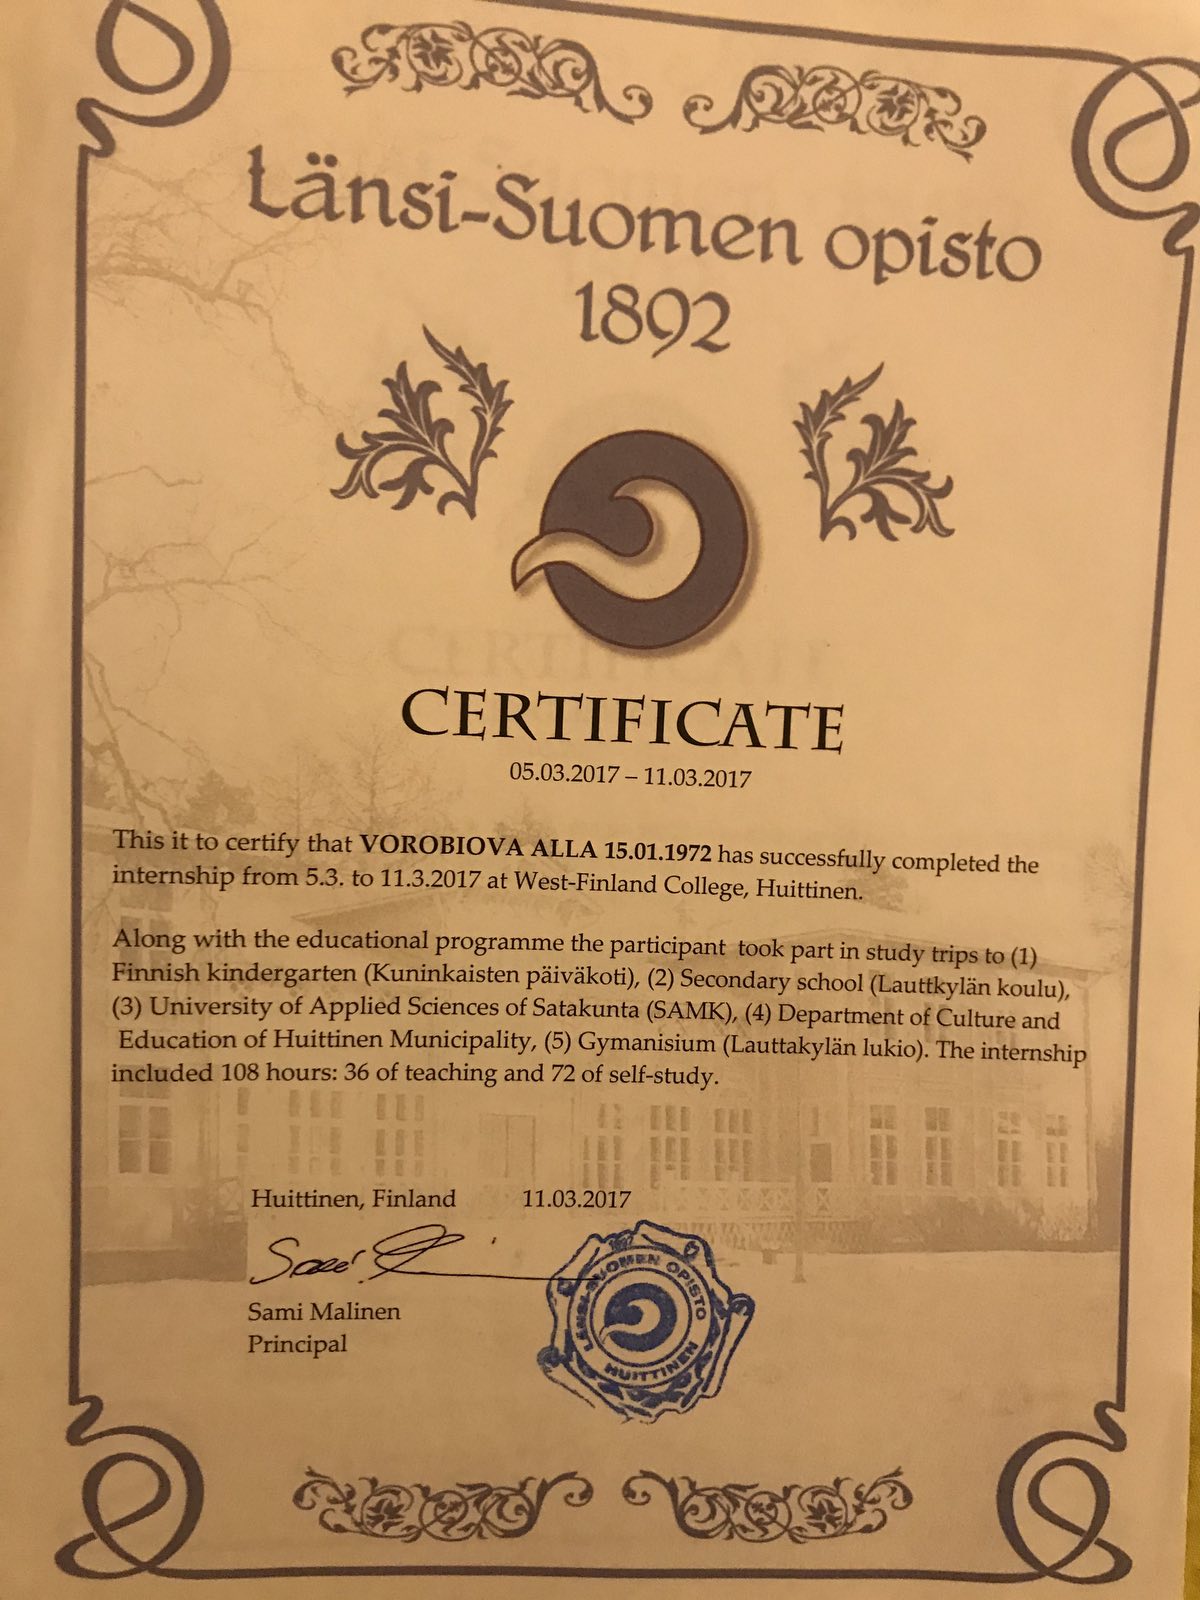 Länsi-Suomen opisto
1892
CERTIFICATE
05.03.2017 – 11.03.2017
This it to certify that VOROBIOVA ALLA 15.01.1972 has successfully completed the
internship from 5.3. to 11.3.2017 at West-Finland College, Huittinen.
Along with the educational programme the participant took part in study trips to (1)
Finnish kindergarten (Kuninkaisten päiväkoti), (2) Secondary school (Lauttkylän koulu),
(3) University of Applied Sciences of Satakunta (SAMK), (4) Department of Culture and
Education of Huittinen Municipality, (5) Gymanisium (Lauttakylän lukio). The internship
included 108 hours: 36 of teaching and 72 of self-study.
Huittinen, Finland 11.03.2017
Sami Malinen
Principal
LÄNSI-SUOMEN OPISTO
HUITTINEN